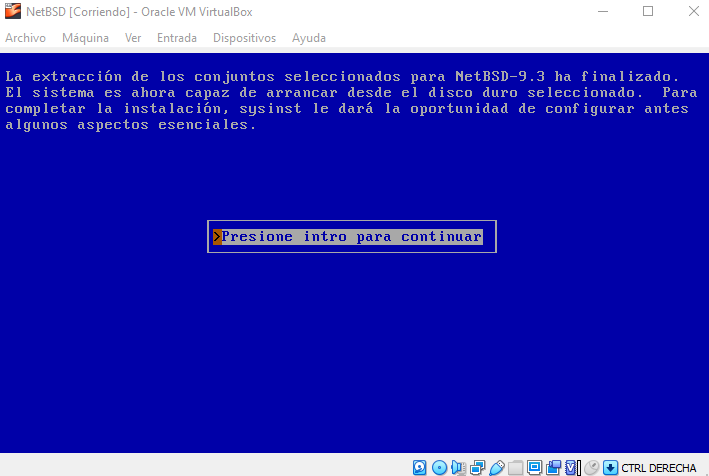 NetBSD [Corriendo] - Oracle VM VirtualBox
Archivo Máquina Ver Entrada Dispositivos Ayuda
La extracción de los conjuntos seleccionados para NetBSD-9.3 ha finalizado.
El sistema es ahora capaz de arrancar desde el disco duro seleccionado. Para
completar la instalación, sysinst le dará la oportunidad de configurar antes
algunos aspectos esenciales.
>Presione intro para continuar
CTRL DERECHA